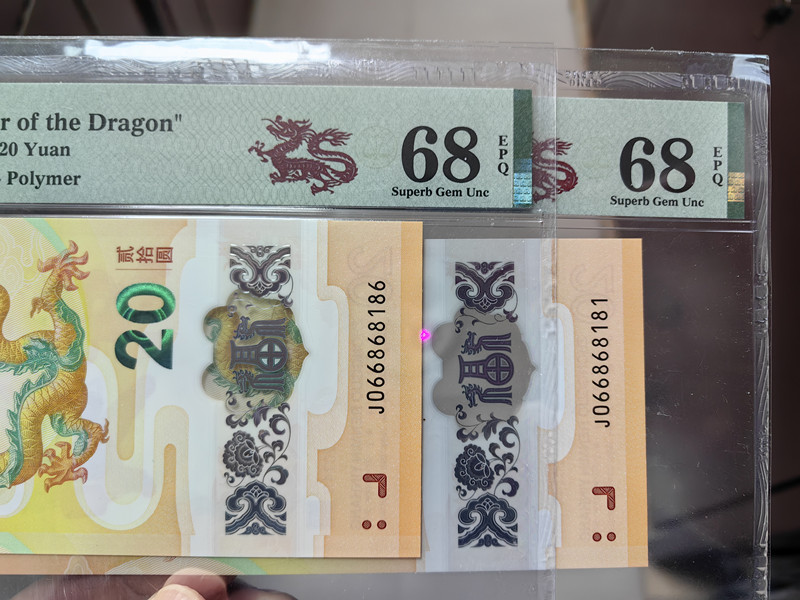 r of the Dragon"
20 Yuan
- Polymer
68
EPQ
Superb Gem Unc
68
EPQ
Superb Gem Unc
贰拾圆
20
J066868186
J066868181